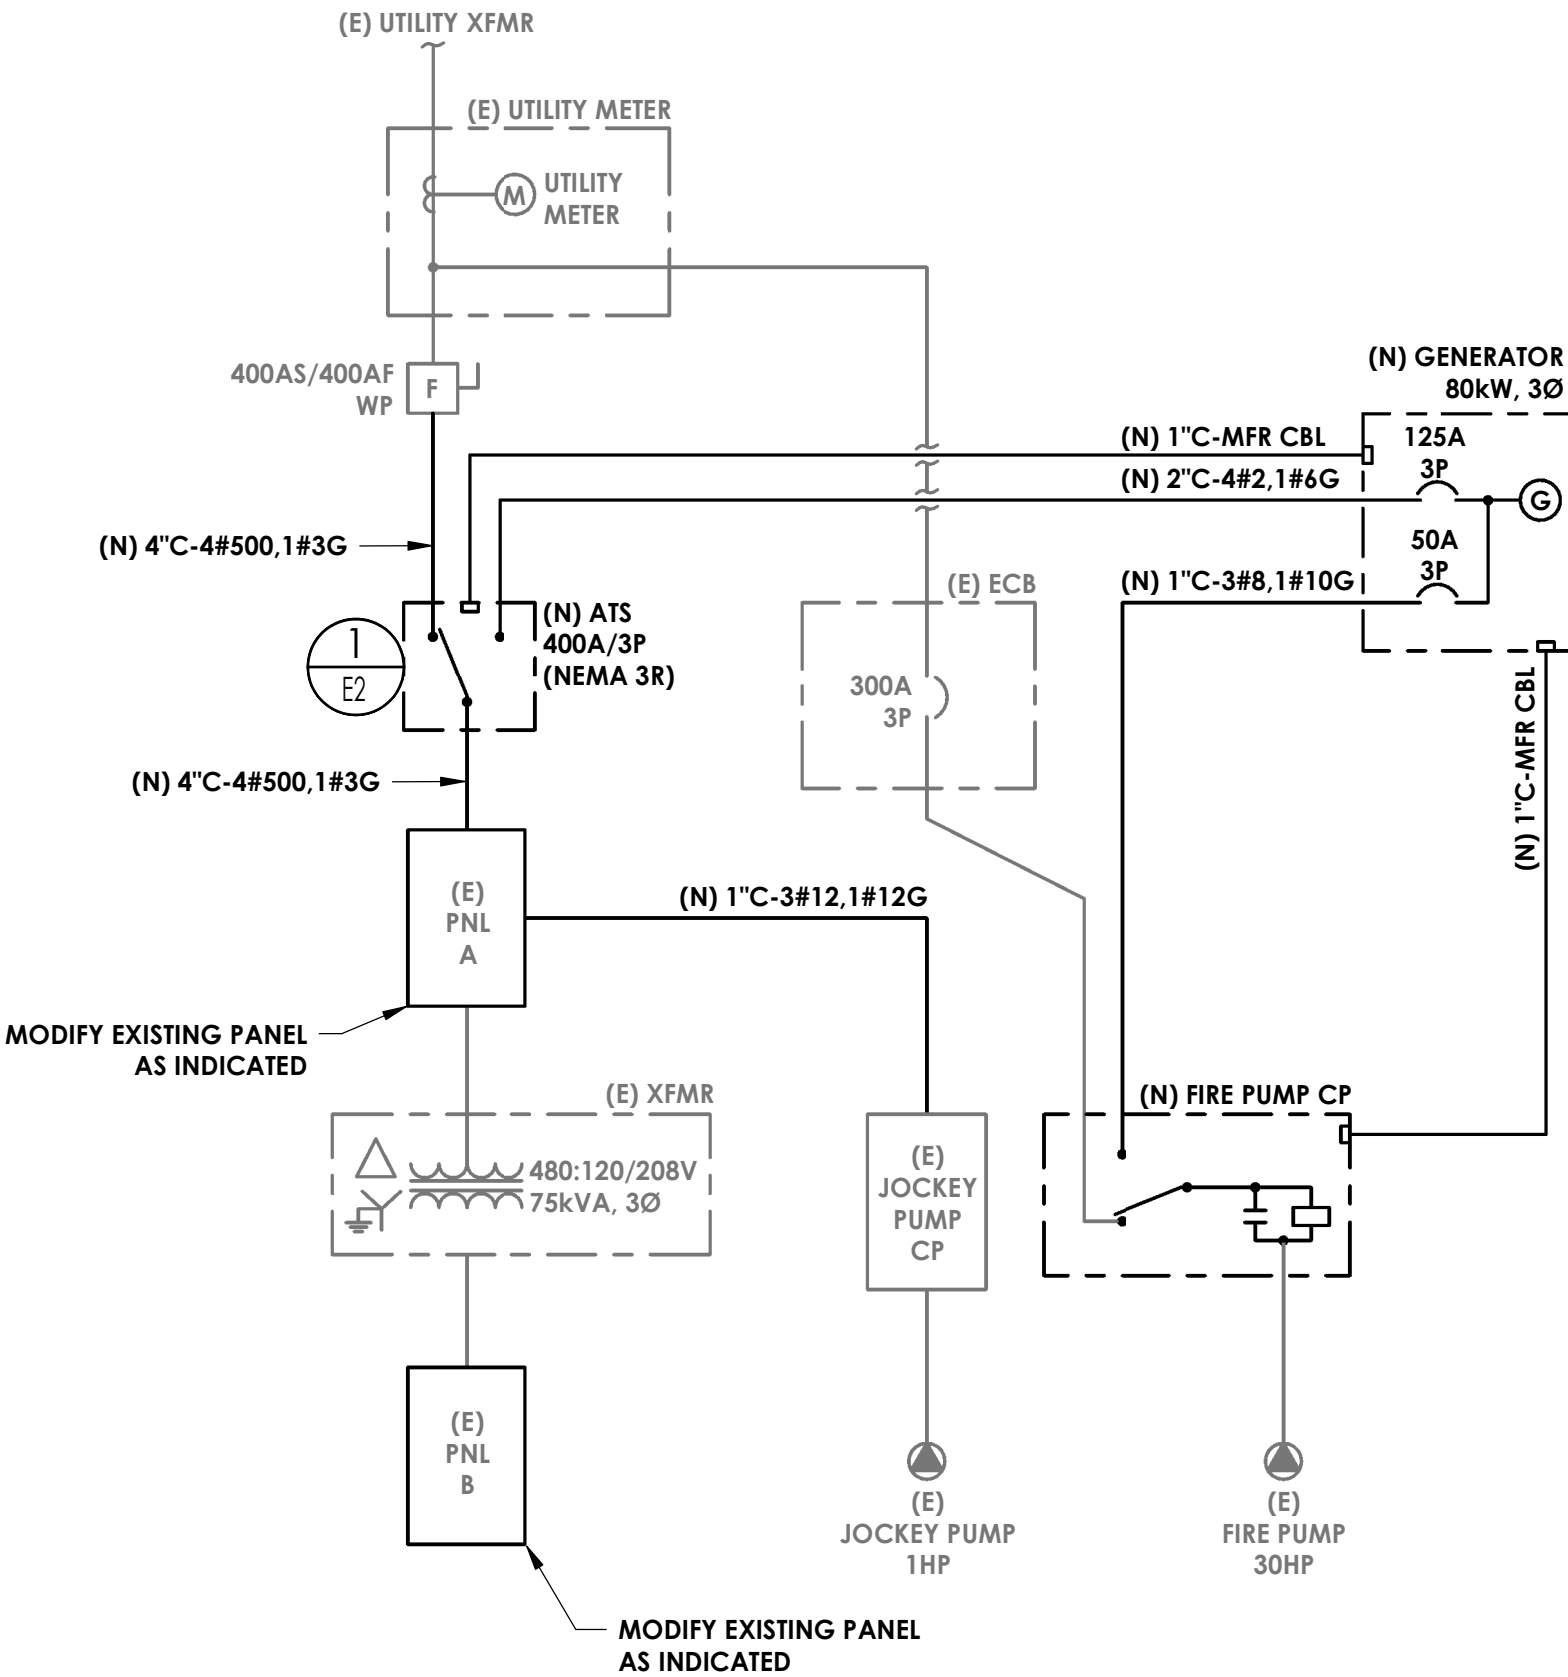 (E) UTILITY XFMR
(E) UTILITY METER
M
UTILITY
METER
400AS/400AF
WP
F
(N) GENERATOR
80kW, 3Ø
(N) 1"C-MFR CBL
125A
3P
(N) 2"C-4#2,1#6G
G
(N) 4"C-4#500,1#3G
50A
3P
(N) 1"C-3#8,1#10G
(E) ECB
(N) ATS
400A/3P
(NEMA 3R)
1
E2
300A
3P
(N) 1"C-MFR CBL
(N) 4"C-4#500,1#3G
(E)
PNL
A
(N) 1"C-3#12,1#12G
MODIFY EXISTING PANEL
AS INDICATED
(E) XFMR
480:120/208V
75kVA, 3Ø
(E)
JOCKEY
PUMP
CP
(N) FIRE PUMP CP
(E)
PNL
B
(E)
JOCKEY PUMP
1HP
(E)
FIRE PUMP
30HP
MODIFY EXISTING PANEL
AS INDICATED